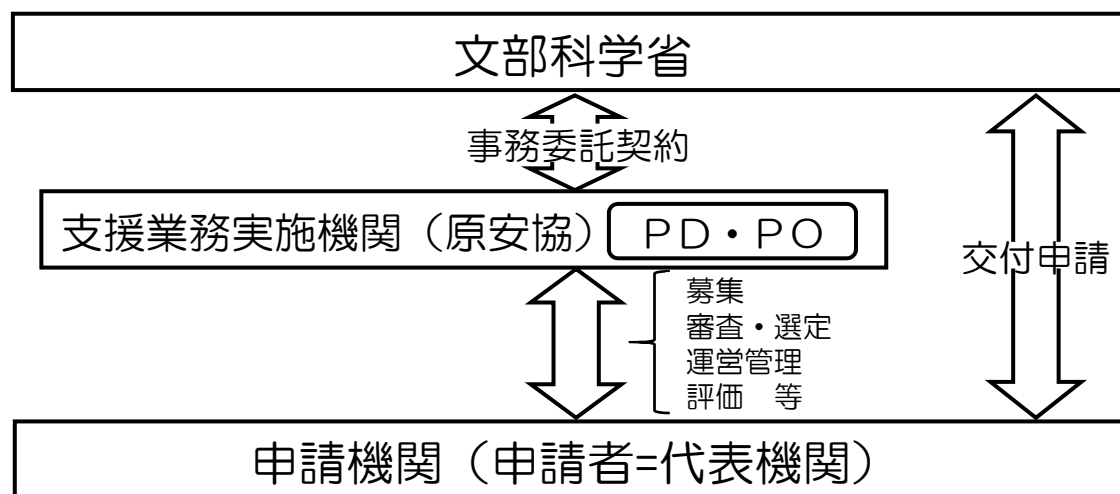 文部科学省
事務委託契約
支援業務実施機関（原安協） ＰＤ・ＰＯ
交付申請
募集
審査・選定
運営管理
評価　等
申請機関（申請者=代表機関）